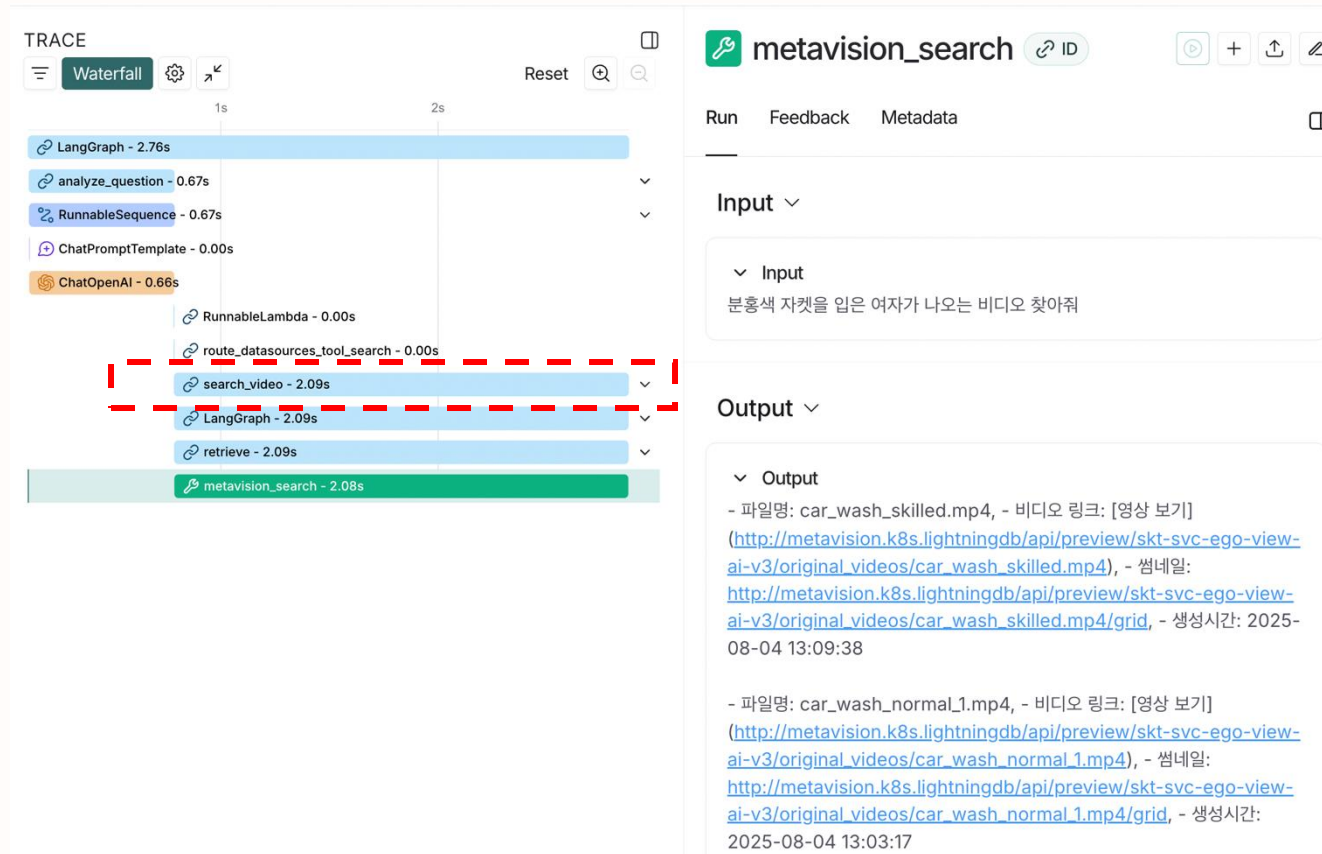 TRACE
Waterfall
Reset
1s 2s
LangGraph - 2.76s
analyze_question - 0.67s
RunnableSequence - 0.67s
ChatPromptTemplate - 0.00s
ChatOpenAI - 0.66s
RunnableLambda - 0.00s
route_datasources_tool_search - 0.00s
search_video - 2.09s
LangGraph - 2.09s
retrieve - 2.09s
metavision_search - 2.08s
metavision_search ID
Run Feedback Metadata
Input
Input
분홍색 자켓을 입은 여자가 나오는 비디오 찾아줘
Output
Output
- 파일명: car_wash_skilled.mp4, - 비디오 링크: [영상 보기]
(http://metavision.k8s.lightningdb/api/preview/skt-svc-ego-view-
ai-v3/original_videos/car_wash_skilled.mp4), - 썸네일:
http://metavision.k8s.lightningdb/api/preview/skt-svc-ego-view-
ai-v3/original_videos/car_wash_skilled.mp4/grid, - 생성시간: 2025-
08-04 13:09:38
- 파일명: car_wash_normal_1.mp4, - 비디오 링크: [영상 보기]
(http://metavision.k8s.lightningdb/api/preview/skt-svc-ego-view-
ai-v3/original_videos/car_wash_normal_1.mp4), - 썸네일:
http://metavision.k8s.lightningdb/api/preview/skt-svc-ego-view-
ai-v3/original_videos/car_wash_normal_1.mp4/grid, - 생성시간:
2025-08-04 13:03:17